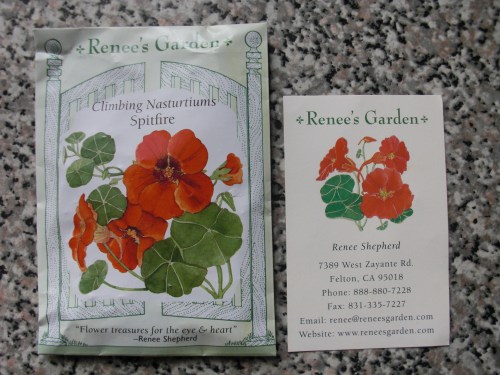 Renee's Garden
Climbing Nasturtiums
Spitfire
"Flower treasures for the eye & heart"
—Renee Shepherd
Renee's Garden
Renee Shepherd
7389 West Zayante Rd.
Felton, CA 95018
Phone: 888-880-7228
Fax: 831-335-7227
Email: renee@reneesgarden.com
Website: www.reneesgarden.com